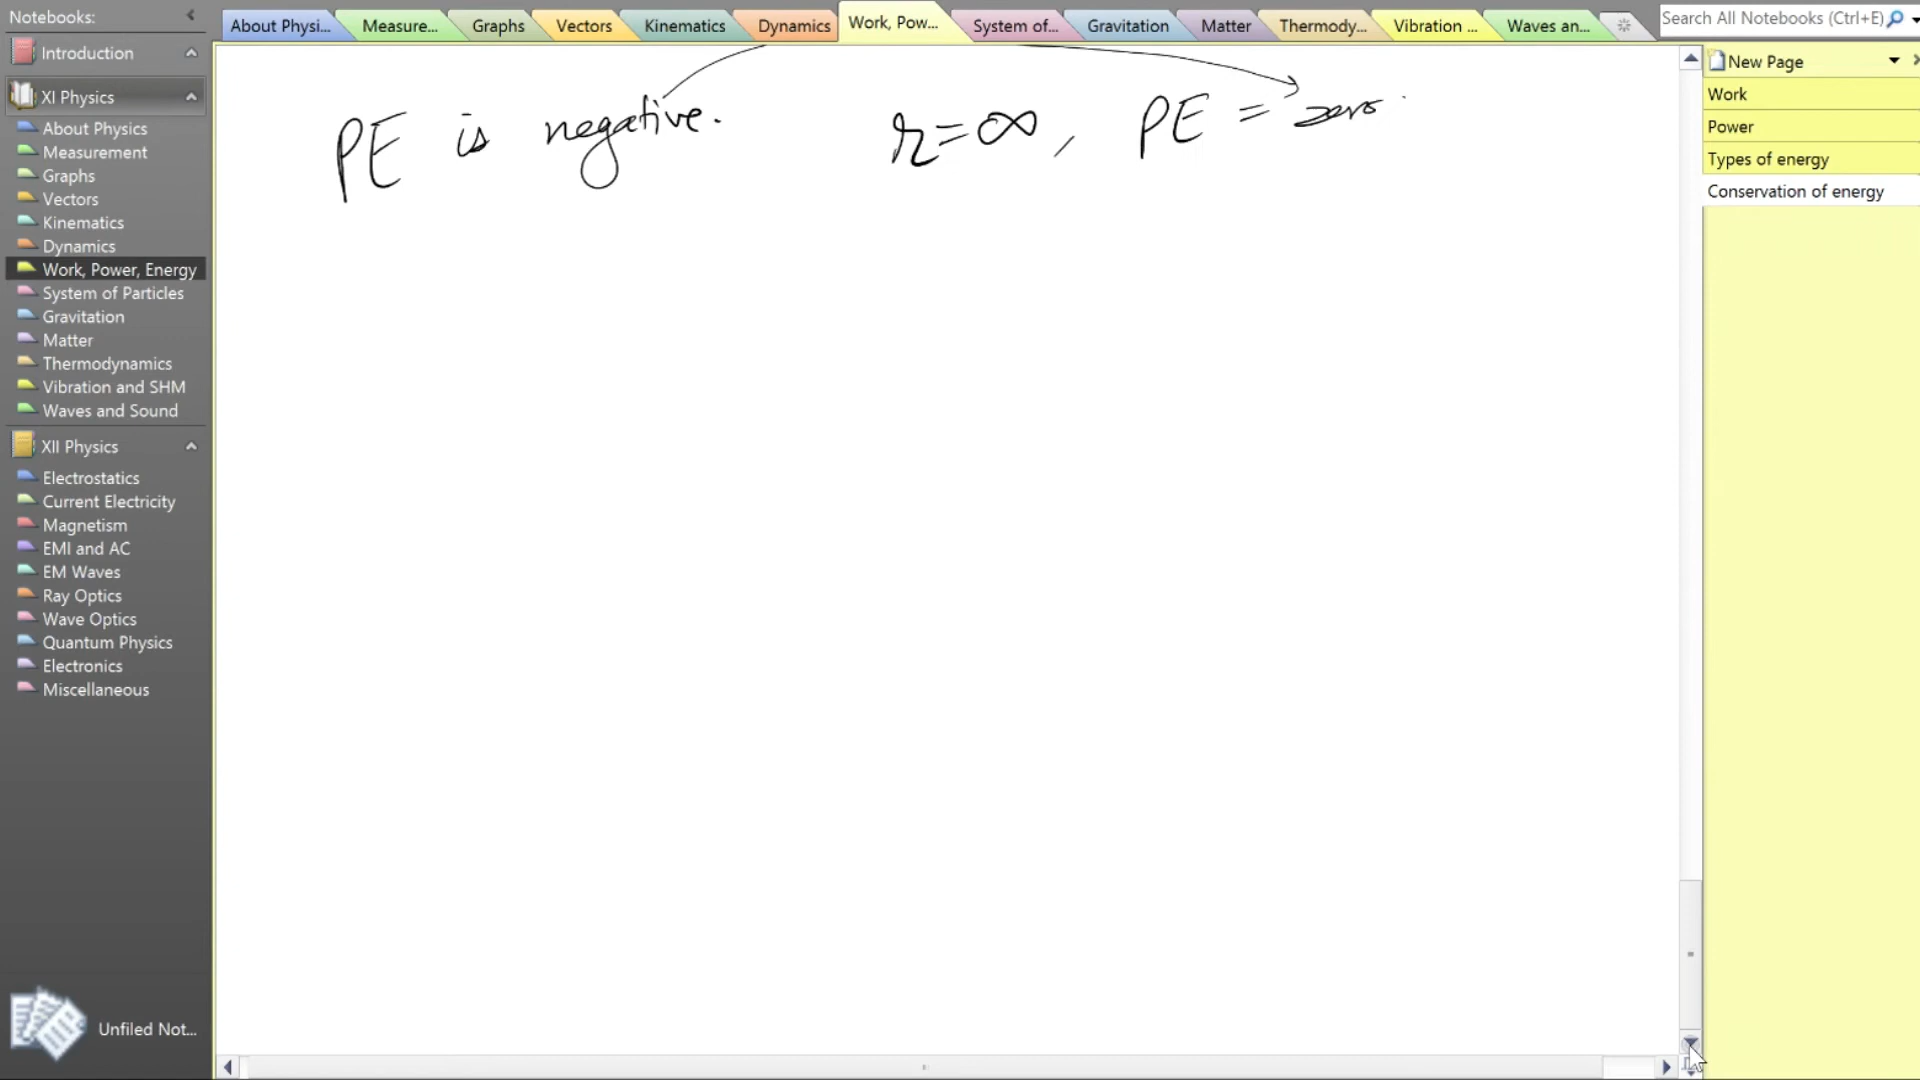 Notebooks:
Introduction
XI Physics
About Physics
Measurement
Graphs
Vectors
Kinematics
Dynamics
Work, Power, Energy
System of Particles
Gravitation
Matter
Thermodynamics
Vibration and SHM
Waves and Sound
XII Physics
Electrostatics
Current Electricity
Magnetism
EMI and AC
EM Waves
Ray Optics
Wave Optics
Quantum Physics
Electronics
Miscellaneous
Unfiled Not...
About Physi... Measure... Graphs Vectors Kinematics Dynamics Work, Pow... System of... Gravitation Matter Thermody... Vibration ... Waves an...
Search All Notebooks (Ctrl+E)
PE is negative. r=∞, PE = zero.
New Page
Work
Power
Types of energy
Conservation of energy